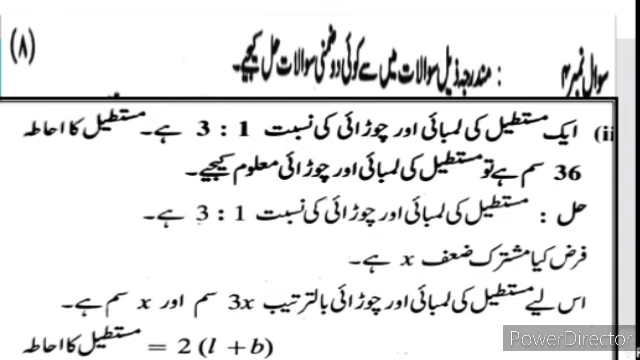 سوال نمبر ۴ : مندرجہ ذیل سوالات میں سے کوئی دو ضمنی سوالات حل کیجیے۔ (۸)
(ii) ایک مستطیل کی لمبائی اور چوڑائی کی نسبت 1 : 3 ہے۔ مستطیل کا احاطہ
36 سم ہے تو مستطیل کی لمبائی اور چوڑائی معلوم کیجیے۔
حل : مستطیل کی لمبائی اور چوڑائی کی نسبت 1 : 3 ہے۔
فرض کیا مشترک ضعف x ہے۔
اس لیے مستطیل کی لمبائی اور چوڑائی بالترتیب 3x سم اور x سم ہے۔
مستطیل کا احاطہ = 2 (l + b)
PowerDirector